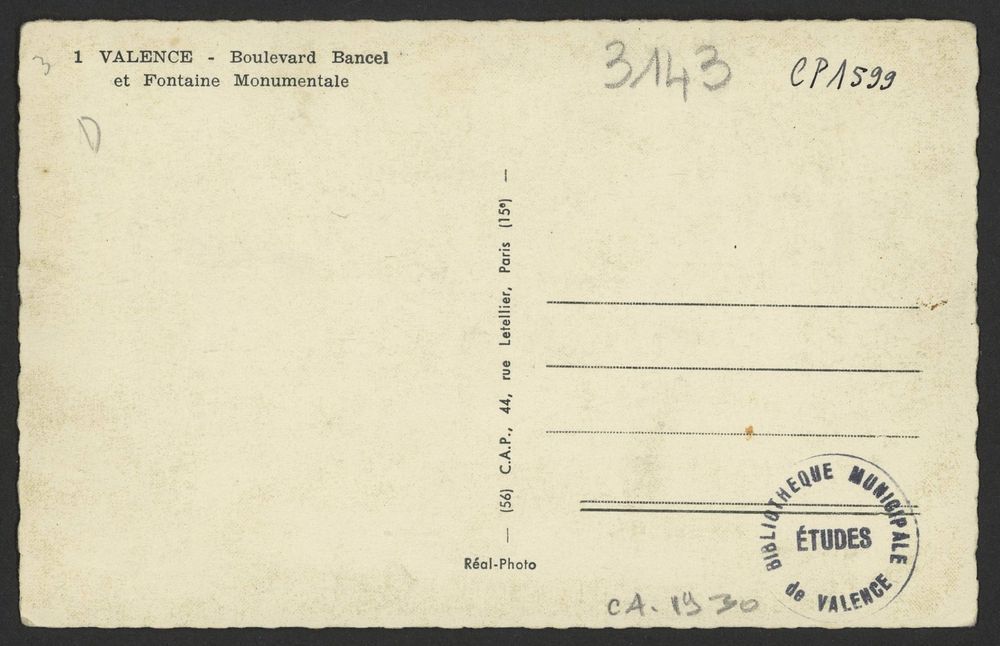 3
1 VALENCE - Boulevard Bancel
et Fontaine Monumentale
D
3143
CP1599
— (56) C.A.P., 44, rue Letellier, Paris (15e) —
Réal-Photo
BIBLIOTHEQUE MUNICIPALE
ÉTUDES
de VALENCE
CA. 1930